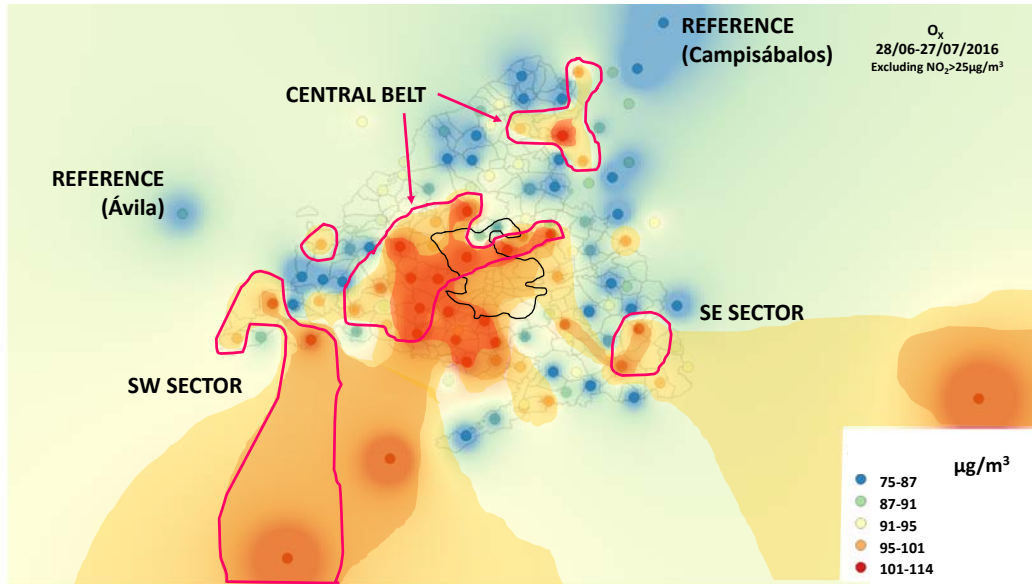 REFERENCE
(Campisábalos)
Oₓ
28/06-27/07/2016
Excluding NO₂>25µg/m³
CENTRAL BELT
REFERENCE
(Ávila)
SE SECTOR
SW SECTOR
µg/m³
75-87
87-91
91-95
95-101
101-114